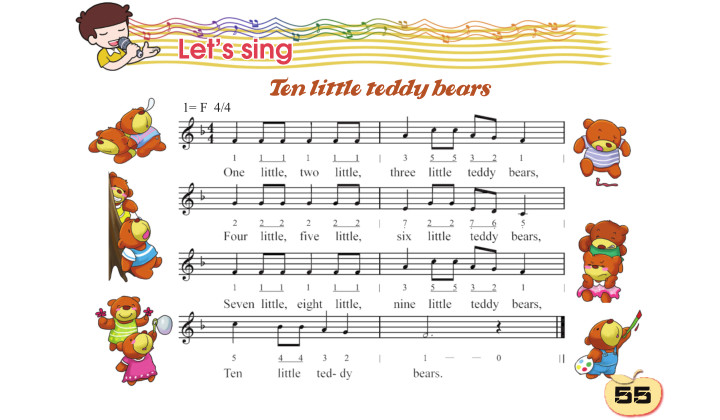 Let's sing
Ten little teddy bears
1= F 4/4
1 1 1 1 1 1 | 3 5 5 3 2 1 |
One little, two little, three little teddy bears,
2 2 2 2 2 2 | 7 2 2 7 6 5 |
Four little, five little, six little teddy bears,
1 1 1 1 1 1 | 3 5 5 3 2 1 |
Seven little, eight little, nine little teddy bears,
5 4 4 3 2 | 1 — — 0 ||
Ten little ted- dy bears.
55